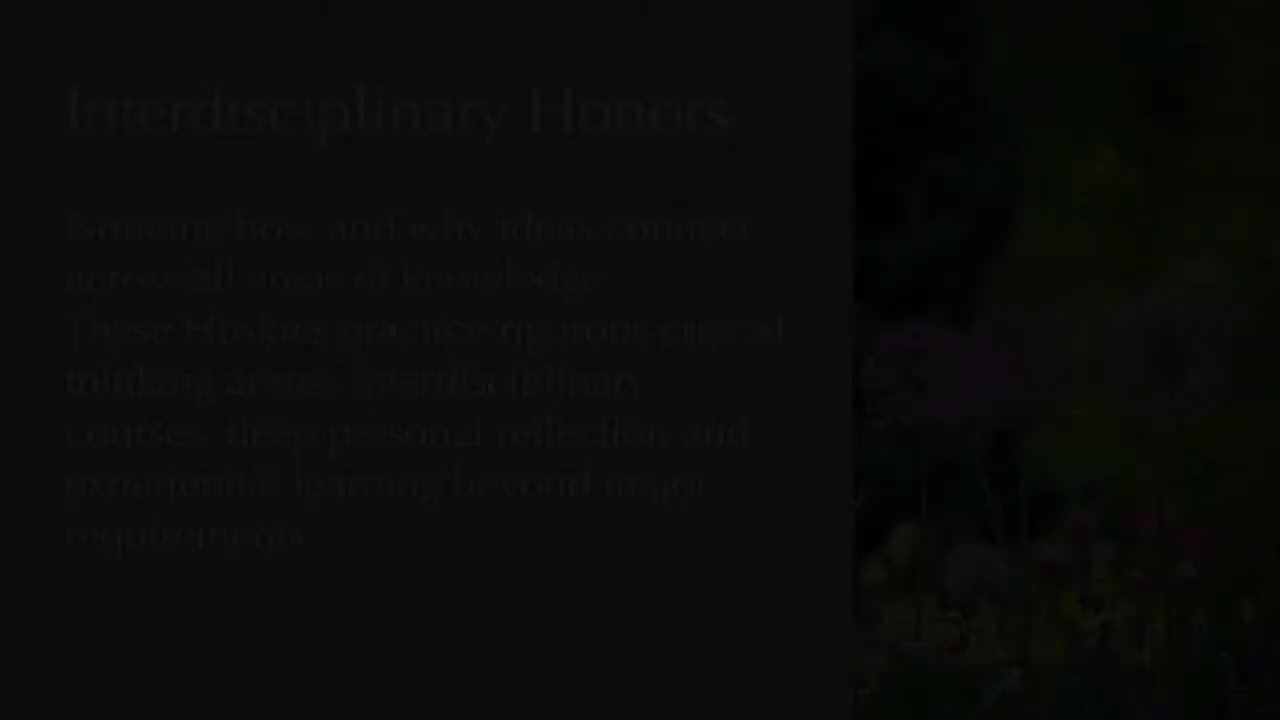 Interdisciplinary Honors
Noticing how and why ideas connect
across all areas of knowledge
These Huskies practice rigorous critical
thinking across interdisciplinary
courses, deep personal reflection and
experiential learning beyond major
requirements.